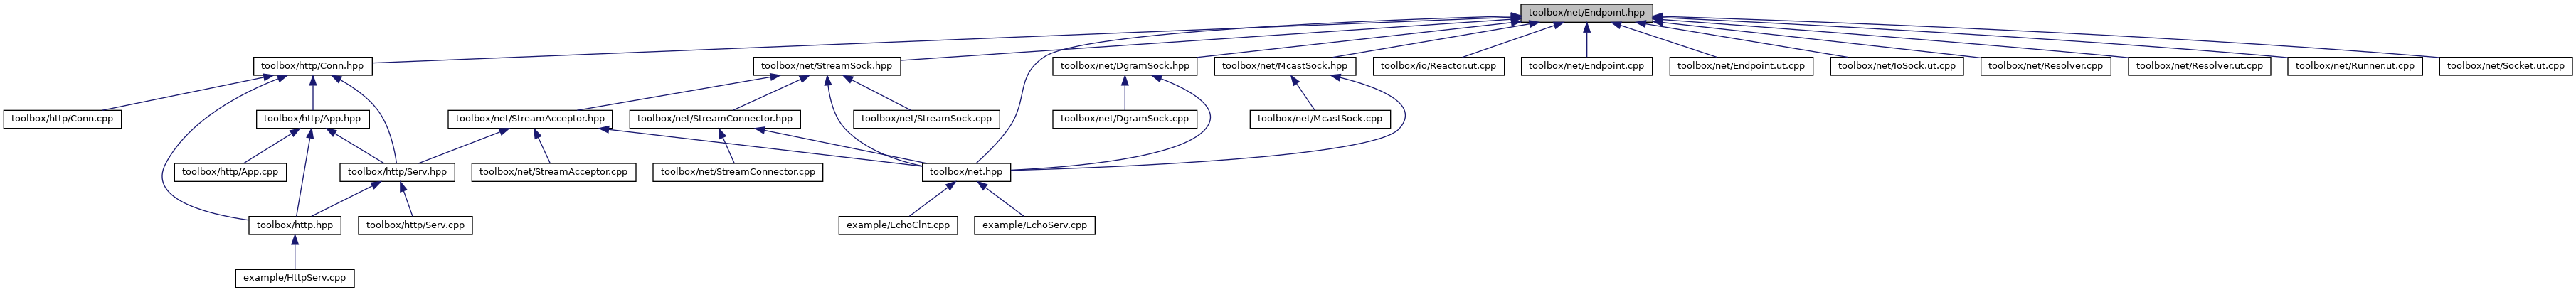 toolbox/net/Endpoint.hpp
toolbox/http/Conn.hpp
toolbox/net/StreamSock.hpp
toolbox/net/DgramSock.hpp
toolbox/net/McastSock.hpp
toolbox/io/Reactor.ut.cpp
toolbox/net/Endpoint.cpp
toolbox/net/Endpoint.ut.cpp
toolbox/net/IoSock.ut.cpp
toolbox/net/Resolver.cpp
toolbox/net/Resolver.ut.cpp
toolbox/net/Runner.ut.cpp
toolbox/net/Socket.ut.cpp
toolbox/http/Conn.cpp
toolbox/http/App.hpp
toolbox/net/StreamAcceptor.hpp
toolbox/net/StreamConnector.hpp
toolbox/net/StreamSock.cpp
toolbox/net/DgramSock.cpp
toolbox/net/McastSock.cpp
toolbox/http/App.cpp
toolbox/http/Serv.hpp
toolbox/net/StreamAcceptor.cpp
toolbox/net/StreamConnector.cpp
toolbox/net.hpp
toolbox/http.hpp
toolbox/http/Serv.cpp
example/EchoClnt.cpp
example/EchoServ.cpp
example/HttpServ.cpp